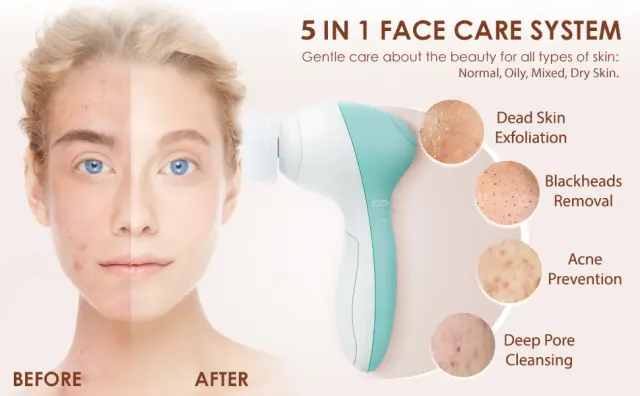 5 IN 1 FACE CARE SYSTEM
Gentle care about the beauty for all types of skin:
Normal, Oily, Mixed, Dry Skin.
Dead Skin
Exfoliation
Blackheads
Removal
Acne
Prevention
Deep Pore
Cleansing
BEFORE
AFTER